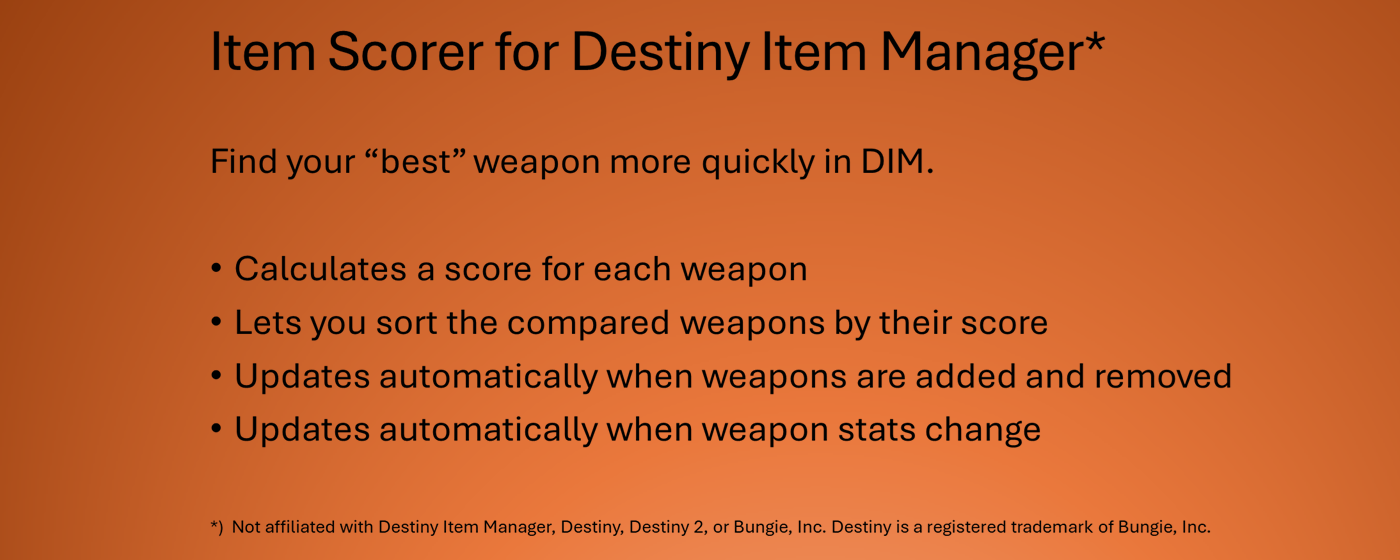 Item Scorer for Destiny Item Manager*
Find your “best” weapon more quickly in DIM.
• Calculates a score for each weapon
• Lets you sort the compared weapons by their score
• Updates automatically when weapons are added and removed
• Updates automatically when weapon stats change
*) Not affiliated with Destiny Item Manager, Destiny, Destiny 2, or Bungie, Inc. Destiny is a registered trademark of Bungie, Inc.